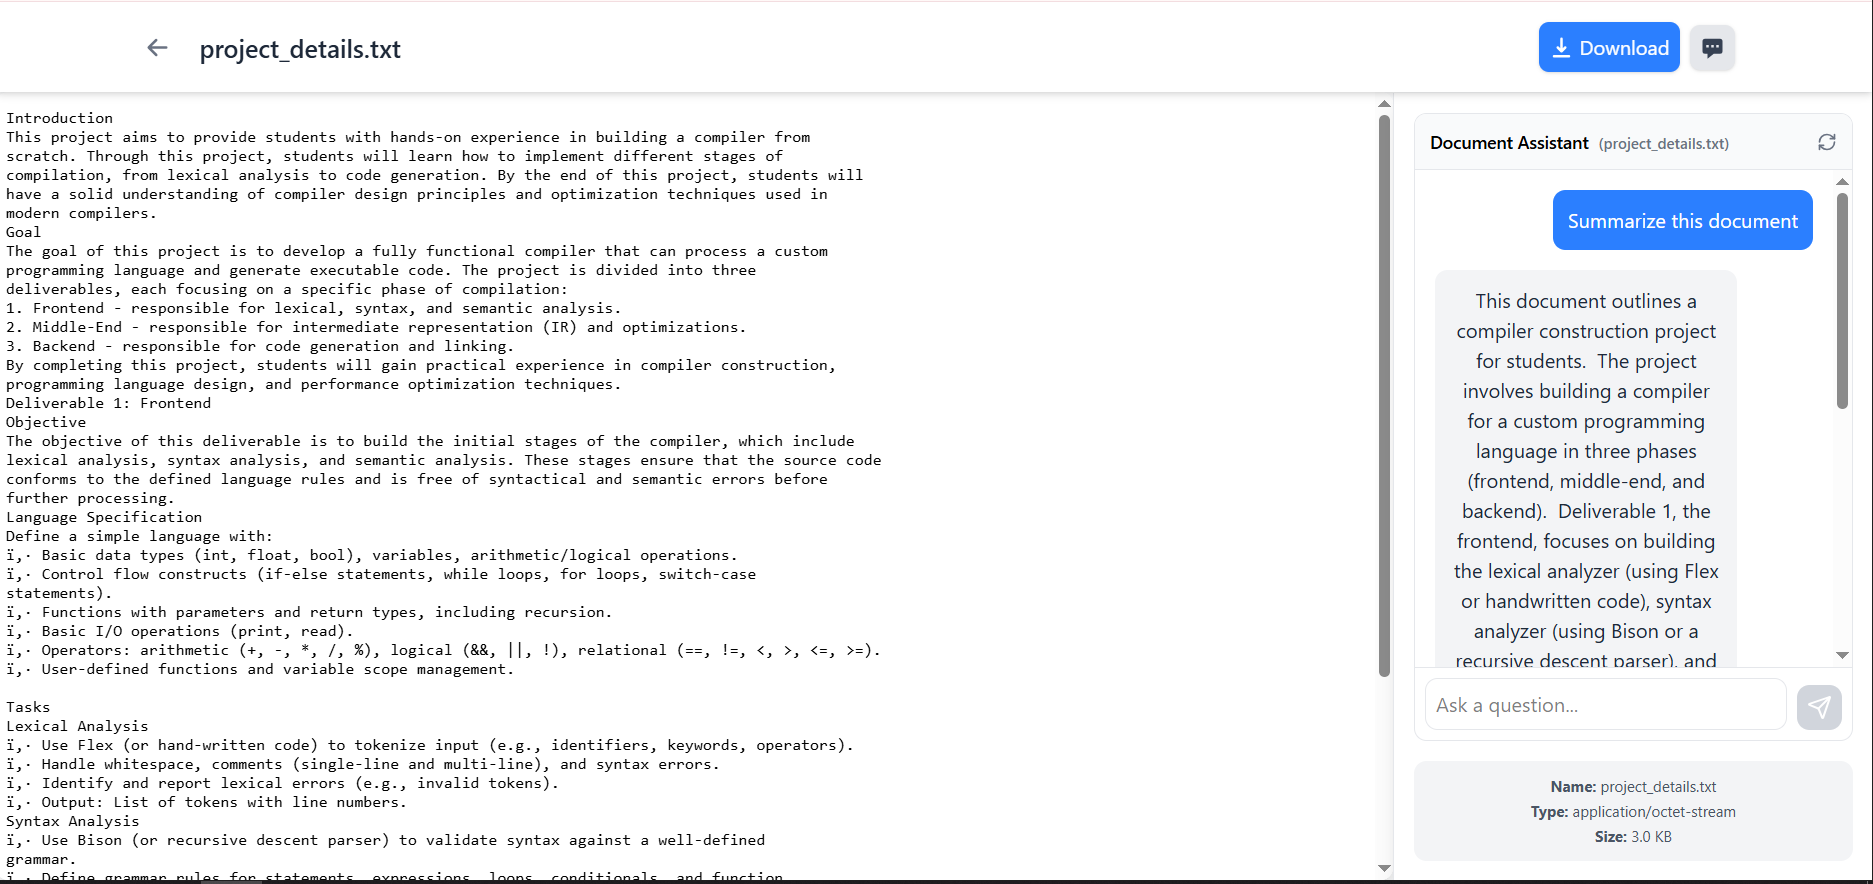 project_details.txt
Download
Introduction
This project aims to provide students with hands-on experience in building a compiler from
scratch. Through this project, students will learn how to implement different stages of
compilation, from lexical analysis to code generation. By the end of this project, students will
have a solid understanding of compiler design principles and optimization techniques used in
modern compilers.
Goal
The goal of this project is to develop a fully functional compiler that can process a custom
programming language and generate executable code. The project is divided into three
deliverables, each focusing on a specific phase of compilation:
1. Frontend - responsible for lexical, syntax, and semantic analysis.
2. Middle-End - responsible for intermediate representation (IR) and optimizations.
3. Backend - responsible for code generation and linking.
By completing this project, students will gain practical experience in compiler construction,
programming language design, and performance optimization techniques.
Deliverable 1: Frontend
Objective
The objective of this deliverable is to build the initial stages of the compiler, which include
lexical analysis, syntax analysis, and semantic analysis. These stages ensure that the source code
conforms to the defined language rules and is free of syntactical and semantic errors before
further processing.
Language Specification
Define a simple language with:
ï‚· Basic data types (int, float, bool), variables, arithmetic/logical operations.
ï‚· Control flow constructs (if-else statements, while loops, for loops, switch-case
statements).
ï‚· Functions with parameters and return types, including recursion.
ï‚· Basic I/O operations (print, read).
ï‚· Operators: arithmetic (+, -, *, /, %), logical (&&, ||, !), relational (==, !=, <, >, <=, >=).
ï‚· User-defined functions and variable scope management.
Tasks
Lexical Analysis
ï‚· Use Flex (or hand-written code) to tokenize input (e.g., identifiers, keywords, operators).
ï‚· Handle whitespace, comments (single-line and multi-line), and syntax errors.
ï‚· Identify and report lexical errors (e.g., invalid tokens).
ï‚· Output: List of tokens with line numbers.
Syntax Analysis
ï‚· Use Bison (or recursive descent parser) to validate syntax against a well-defined
grammar.
ï‚· Define grammar rules for statements, expressions, loops, conditionals, and function
Document Assistant (project_details.txt)
Summarize this document
This document outlines a
compiler construction project
for students. The project
involves building a compiler
for a custom programming
language in three phases
(frontend, middle-end, and
backend). Deliverable 1, the
frontend, focuses on building
the lexical analyzer (using Flex
or handwritten code), syntax
analyzer (using Bison or a
recursive descent parser), and
Ask a question...
Name: project_details.txt
Type: application/octet-stream
Size: 3.0 KB